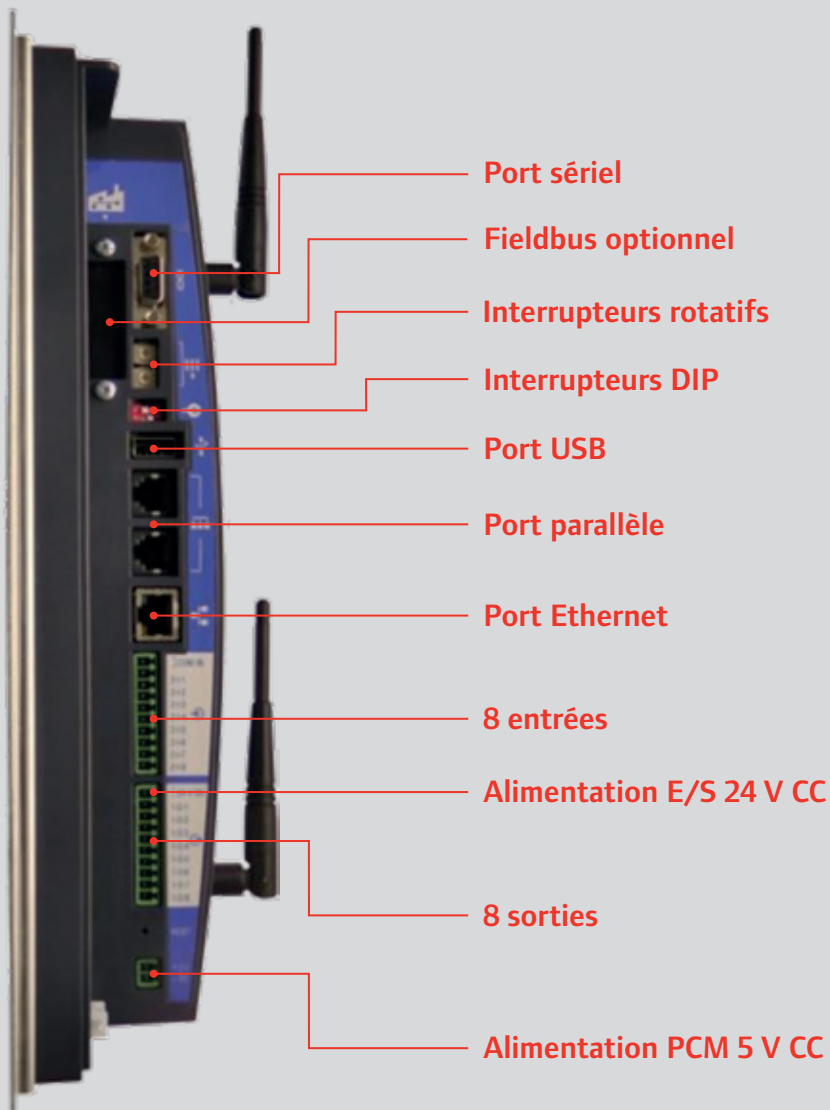 Port sériel
Fieldbus optionnel
Interrupteurs rotatifs
Interrupteurs DIP
Port USB
Port parallèle
Port Ethernet
8 entrées
Alimentation E/S 24 V CC
8 sorties
Alimentation PCM 5 V CC